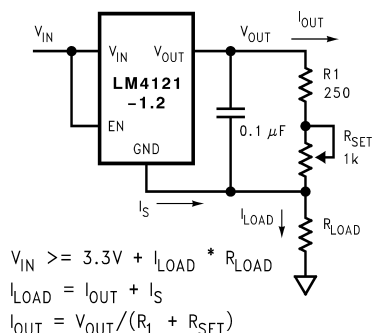 V_IN
V_IN
V_OUT
V_OUT
I_OUT
LM4121
-1.2
EN
GND
0.1 μF
R1
250
R_SET
1k
I_S
I_LOAD
R_LOAD
V_IN >= 3.3V + I_LOAD * R_LOAD
I_LOAD = I_OUT + I_S
I_OUT = V_OUT/(R_1 + R_SET)